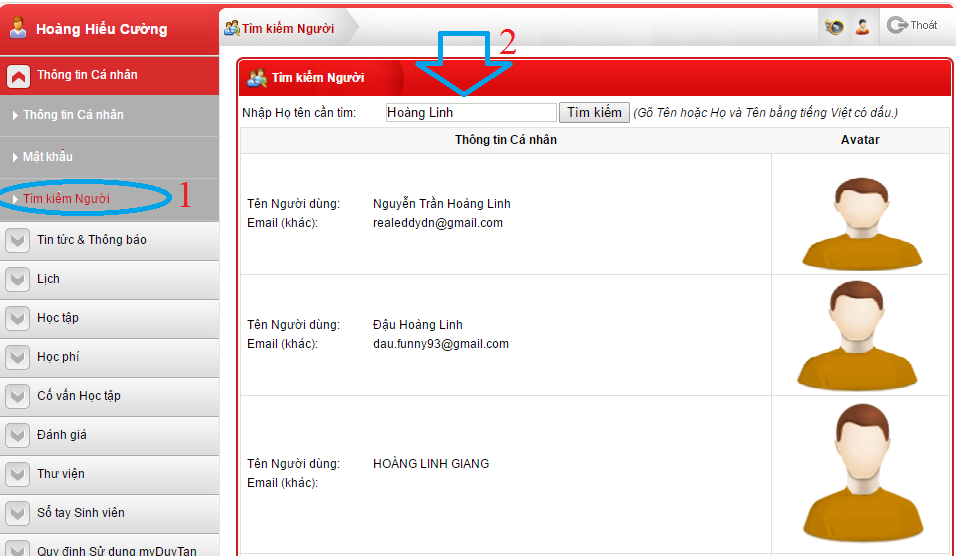 Hoàng Hiếu Cường
Thông tin Cá nhân
Thông tin Cá nhân
Mật khẩu
Tìm kiếm Người
1
Tin tức & Thông báo
Lịch
Học tập
Học phí
Cố vấn Học tập
Đánh giá
Thư viện
Sổ tay Sinh viên
Quy định Sử dụng myDuyTan
Tìm kiếm Người
Thoát
2
Tìm kiếm Người
Nhập Họ tên cần tìm: Hoàng Linh Tìm kiếm (Gõ Tên hoặc Họ và Tên bằng tiếng Việt có dấu.)
Thông tin Cá nhân Avatar
Tên Người dùng: Nguyễn Trần Hoàng Linh
Email (khác): realeddydn@gmail.com
Tên Người dùng: Đậu Hoàng Linh
Email (khác): dau.funny93@gmail.com
Tên Người dùng: HOÀNG LINH GIANG
Email (khác):